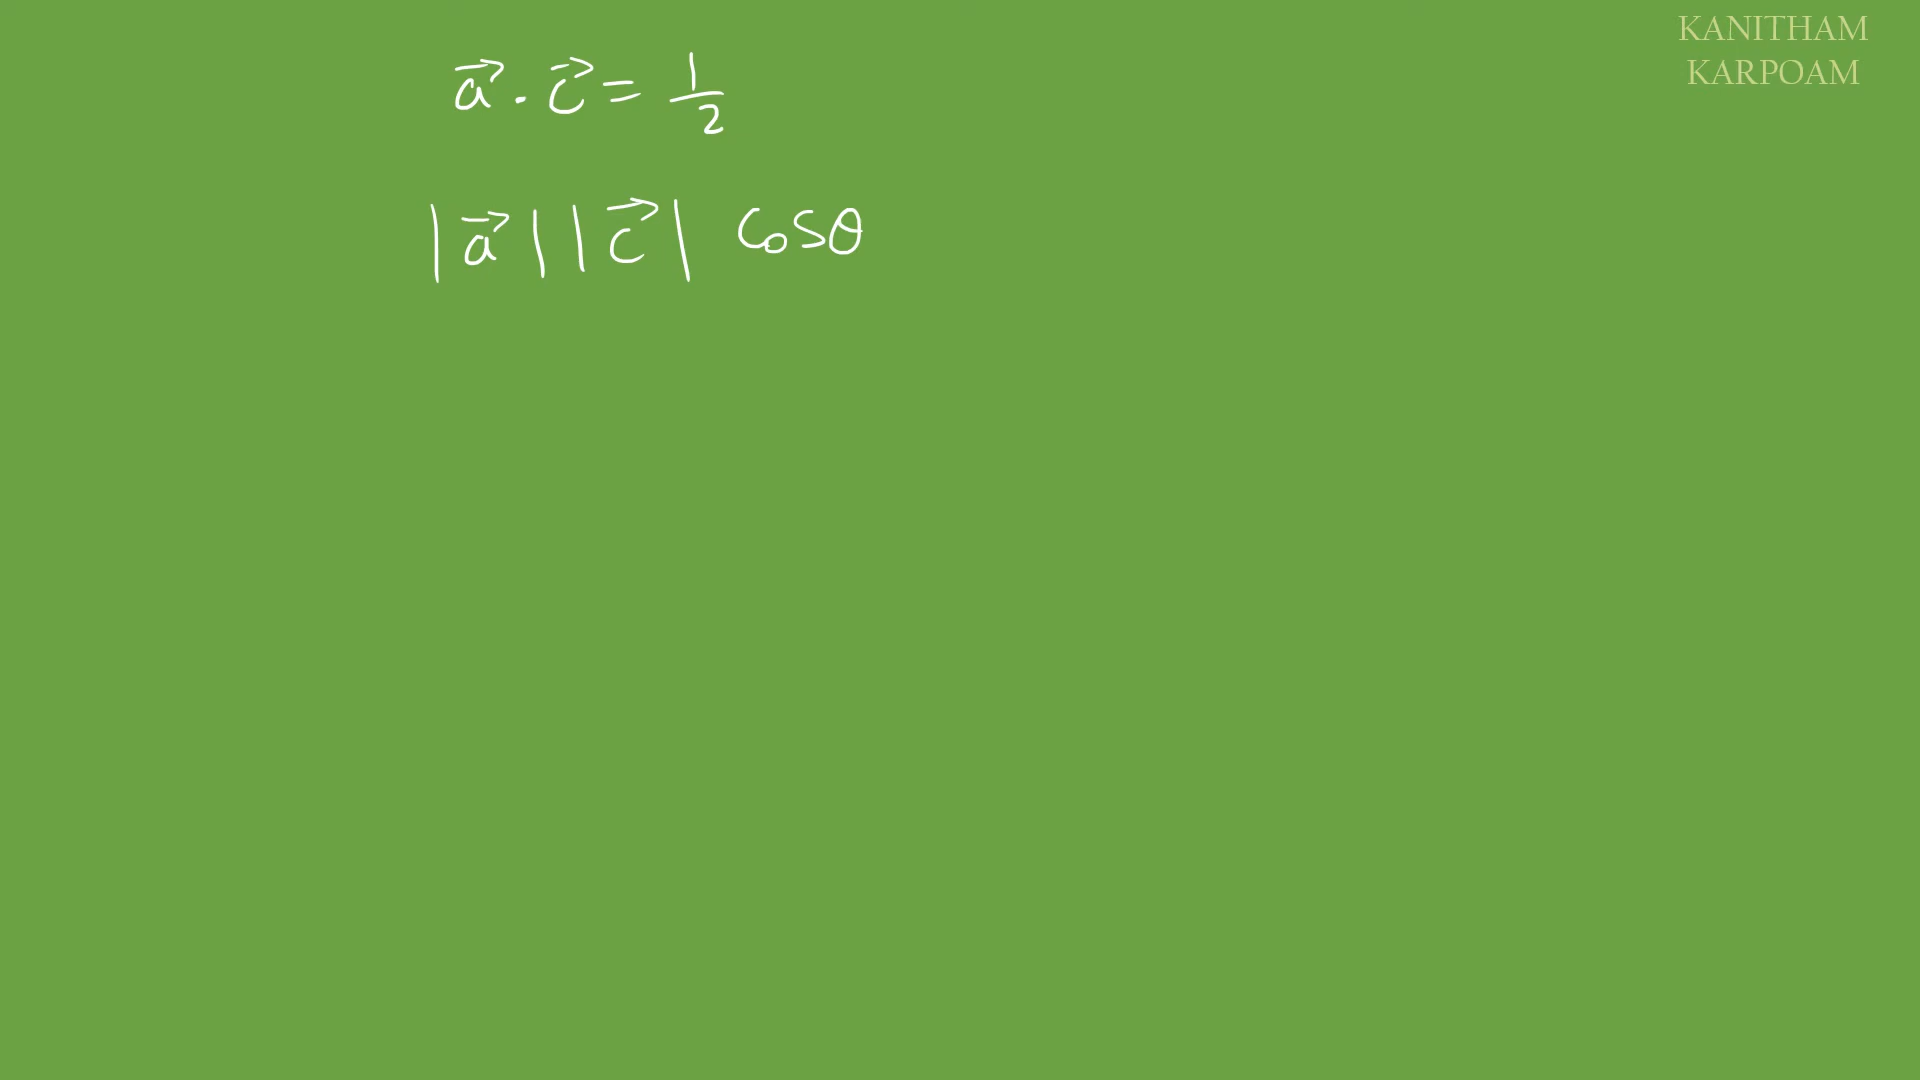 KANITHAM
KARPOAM
a⃗ . c⃗ = 1/2
|a⃗| |c⃗| cosθ